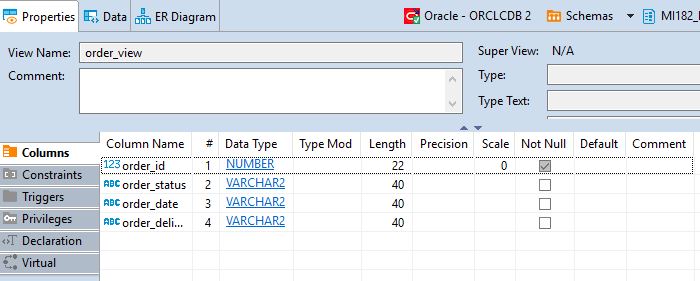 Properties Data ER Diagram Oracle - ORCLCDB 2 Schemas MI182_
View Name: order_view Super View: N/A
Comment: Type:
Type Text:
Column Name # Data Type Type Mod Length Precision Scale Not Null Default Comment
Columns 123 order_id 1 NUMBER 22 0
Constraints ABC order_status 2 VARCHAR2 40
Triggers ABC order_date 3 VARCHAR2 40
Privileges ABC order_deli... 4 VARCHAR2 40
Declaration
Virtual